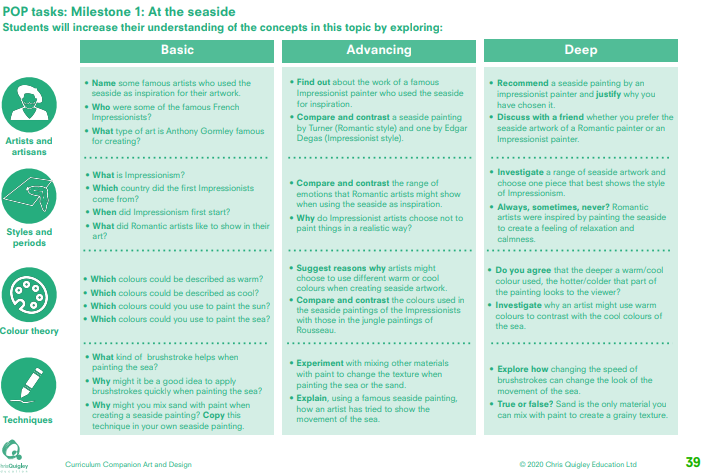 POP tasks: Milestone 1: At the seaside
Students will increase their understanding of the concepts in this topic by exploring:
Basic
Advancing
Deep
Artists and
artisans
• Name some famous artists who used the
seaside as inspiration for their artwork.
• Who were some of the famous French
Impressionists?
• What type of art is Anthony Gormley famous
for creating?
• Find out about the work of a famous
Impressionist painter who used the seaside
for inspiration.
• Compare and contrast a seaside painting
by Turner (Romantic style) and one by Edgar
Degas (Impressionist style).
• Recommend a seaside painting by an
impressionist painter and justify why you
have chosen it.
• Discuss with a friend whether you prefer the
seaside artwork of a Romantic painter or an
Impressionist painter.
Styles and
periods
• What is Impressionism?
• Which country did the first Impressionists
come from?
• When did Impressionism first start?
• What did Romantic artists like to show in their
art?
• Compare and contrast the range of
emotions that Romantic artists might show
when using the seaside as inspiration.
• Why do Impressionist artists choose not to
paint things in a realistic way?
• Investigate a range of seaside artwork and
choose one piece that best shows the style
of Impressionism.
• Always, sometimes, never? Romantic
artists were inspired by painting the seaside
to create a feeling of relaxation and
calmness.
Colour theory
• Which colours could be described as warm?
• Which colours could be described as cool?
• Which colours could you use to paint the sun?
• Which colours could you use to paint the sea?
• Suggest reasons why artists might
choose to use different warm or cool
colours when creating seaside artwork.
• Compare and contrast the colours used in
the seaside paintings of the Impressionists
with those in the jungle paintings of
Rousseau.
• Do you agree that the deeper a warm/cool
colour used, the hotter/colder that part of
the painting looks to the viewer?
• Investigate why an artist might use warm
colours to contrast with the cool colours of
the sea.
Techniques
• What kind of brushstroke helps when
painting the sea?
• Why might it be a good idea to apply
brushstrokes quickly when painting the sea?
• Why might you mix sand with paint when
creating a seaside painting? Copy this
technique in your own seaside painting.
• Experiment with mixing other materials
with paint to change the texture when
painting the sea or the sand.
• Explain, using a famous seaside painting,
how an artist has tried to show the
movement of the sea.
• Explore how changing the speed of
brushstrokes can change the look of the
movement of the sea.
• True or false? Sand is the only material you
can mix with paint to create a grainy texture.
hrisQuigley
Curriculum Companion Art and Design
© 2020 Chris Quigley Education Ltd
39